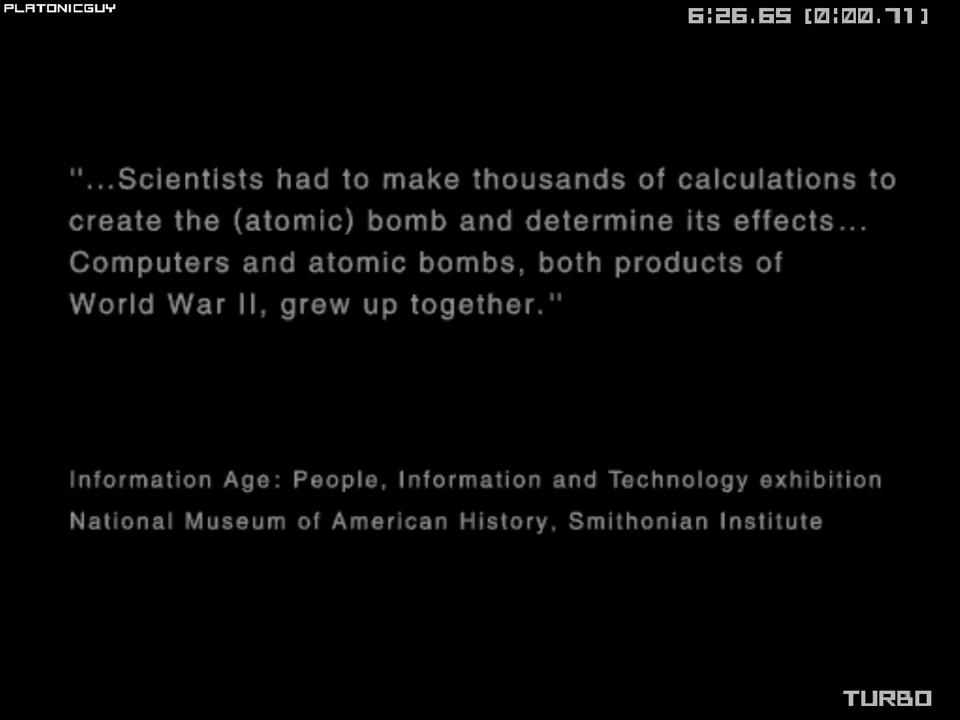 PLATONICGUY
6:26.65 [0:00.71]
"...Scientists had to make thousands of calculations to
create the (atomic) bomb and determine its effects...
Computers and atomic bombs, both products of
World War II, grew up together."
Information Age: People, Information and Technology exhibition
National Museum of American History, Smithonian Institute
TURBO